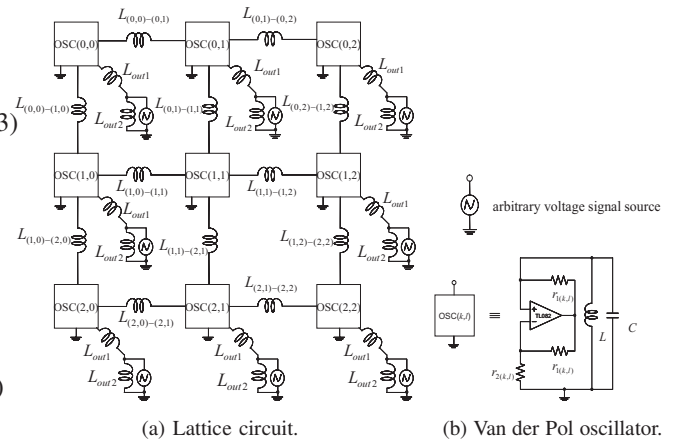 L(0,0)−(0,1)
L(0,1)−(0,2)
OSC(0,0)
OSC(0,1)
OSC(0,2)
Lout1
Lout1
Lout1
L(0,0)−(1,0)
L(0,1)−(1,1)
L(0,2)−(1,2)
Lout2
Lout2
Lout2
3)
OSC(1,0)
OSC(1,1)
OSC(1,2)
L(1,0)−(1,1)
L(1,1)−(1,2)
Lout1
Lout1
L(1,0)−(2,0)
L(1,1)−(2,1)
L(1,2)−(2,2)
Lout2
Lout2
L(2,1)−(2,2)
OSC(2,0)
OSC(2,1)
OSC(2,2)
L(2,0)−(2,1)
Lout1
Lout1
Lout1
Lout2
Lout2
Lout2
)
(a) Lattice circuit.
arbitrary voltage signal source
OSC(k,l)
≡
r1(k,l)
+
TL082
−
L
C
r1(k,l)
r2(k,l)
(b) Van der Pol oscillator.